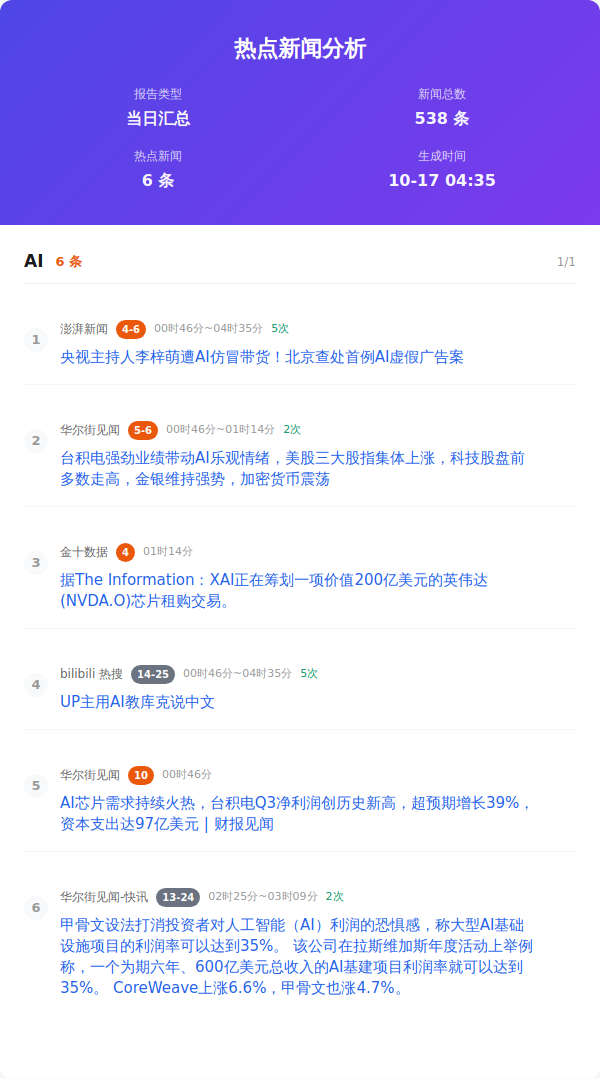 热点新闻分析
报告类型
新闻总数
当日汇总
538 条
热点新闻
生成时间
6 条
10-17 04:35
AI 6 条 1/1
1
澎湃新闻 4-6 00时46分~04时35分 5次
央视主持人李梓萌遭AI仿冒带货！北京查处首例AI虚假广告案
2
华尔街见闻 5-6 00时46分~01时14分 2次
台积电强劲业绩带动AI乐观情绪，美股三大股指集体上涨，科技股盘前
多数走高，金银维持强势，加密货币震荡
3
金十数据 4 01时14分
据The Information：XAI正在筹划一项价值200亿美元的英伟达
(NVDA.O)芯片租购交易。
4
bilibili 热搜 14-25 00时46分~04时35分 5次
UP主用AI教库克说中文
5
华尔街见闻 10 00时46分
AI芯片需求持续火热，台积电Q3净利润创历史新高，超预期增长39%，
资本支出达97亿美元 | 财报见闻
6
华尔街见闻-快讯 13-24 02时25分~03时09分 2次
甲骨文设法打消投资者对人工智能（AI）利润的恐惧感，称大型AI基础
设施项目的利润率可以达到35%。 该公司在拉斯维加斯年度活动上举例
称，一个为期六年、600亿美元总收入的AI基建项目利润率就可以达到
35%。 CoreWeave上涨6.6%，甲骨文也涨4.7%。